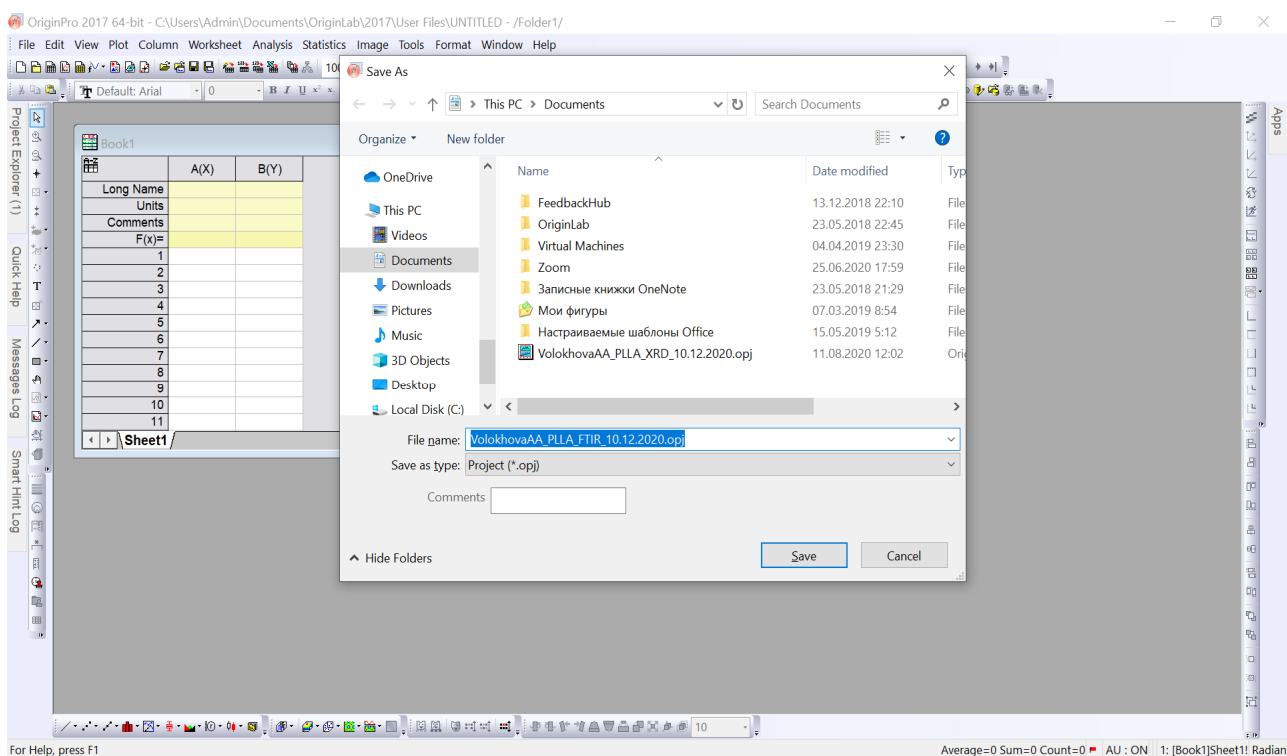 OriginPro 2017 64-bit - C:\Users\Admin\Documents\OriginLab\2017\User Files\UNTITLED - /Folder1/
File Edit View Plot Column Worksheet Analysis Statistics Image Tools Format Window Help
100
Default: Arial 0 B I U x² x₂
Project Explorer (1)
Quick Help
Messages Log
Smart Hint Log
Apps
Book1
A(X) B(Y)
Long Name
Units
Comments
F(x)=
1
2
3
4
5
6
7
8
9
10
11
Sheet1
Save As
This PC > Documents
Search Documents
Organize New folder
OneDrive
This PC
Videos
Documents
Downloads
Pictures
Music
3D Objects
Desktop
Local Disk (C:)
Name Date modified Typ
FeedbackHub 13.12.2018 22:10 File
OriginLab 23.05.2018 22:45 File
Virtual Machines 04.04.2019 23:30 File
Zoom 25.06.2020 17:59 File
Записные книжки OneNote 23.05.2018 21:29 File
Мои фигуры 07.03.2019 8:54 File
Настраиваемые шаблоны Office 15.05.2019 5:12 File
VolokhovaAA_PLLA_XRD_10.12.2020.opj 11.08.2020 12:02 Orig
File name: VolokhovaAA_PLLA_FTIR_10.12.2020.opj
Save as type: Project (*.opj)
Comments
Hide Folders
Save Cancel
10
For Help, press F1
Average=0 Sum=0 Count=0 AU : ON 1: [Book1]Sheet1! Radian